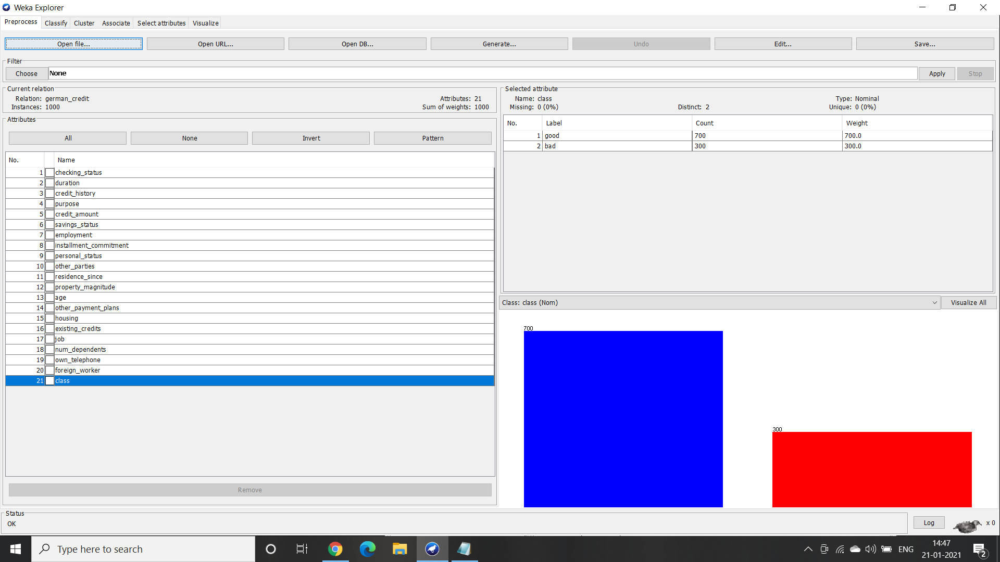 Weka Explorer
Preprocess Classify Cluster Associate Select attributes Visualize
Open file... Open URL... Open DB... Generate... Undo Edit... Save...
Filter
Choose None Apply Stop
Current relation
Relation: german_credit Attributes: 21
Instances: 1000 Sum of weights: 1000
Attributes
All None Invert Pattern
No. Name
1 checking_status
2 duration
3 credit_history
4 purpose
5 credit_amount
6 savings_status
7 employment
8 installment_commitment
9 personal_status
10 other_parties
11 residence_since
12 property_magnitude
13 age
14 other_payment_plans
15 housing
16 existing_credits
17 job
18 num_dependents
19 own_telephone
20 foreign_worker
21 class
Remove
Selected attribute
Name: class Type: Nominal
Missing: 0 (0%) Distinct: 2 Unique: 0 (0%)
No. Label Count Weight
1 good 700 700.0
2 bad 300 300.0
Class: class (Nom) Visualize All
700
300
Status
OK
Log x 0
Type here to search
ENG
14:47
21-01-2021
2